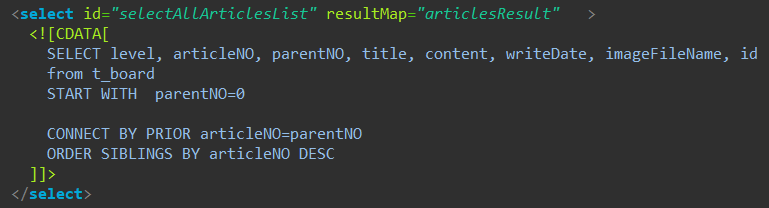 <select id="selectAllArticlesList" resultMap="articlesResult"   >
  <![CDATA[
    SELECT level, articleNO, parentNO, title, content, writeDate, imageFileName, id
    from t_board
    START WITH  parentNO=0

    CONNECT BY PRIOR articleNO=parentNO
    ORDER SIBLINGS BY articleNO DESC
  ]]>
</select>